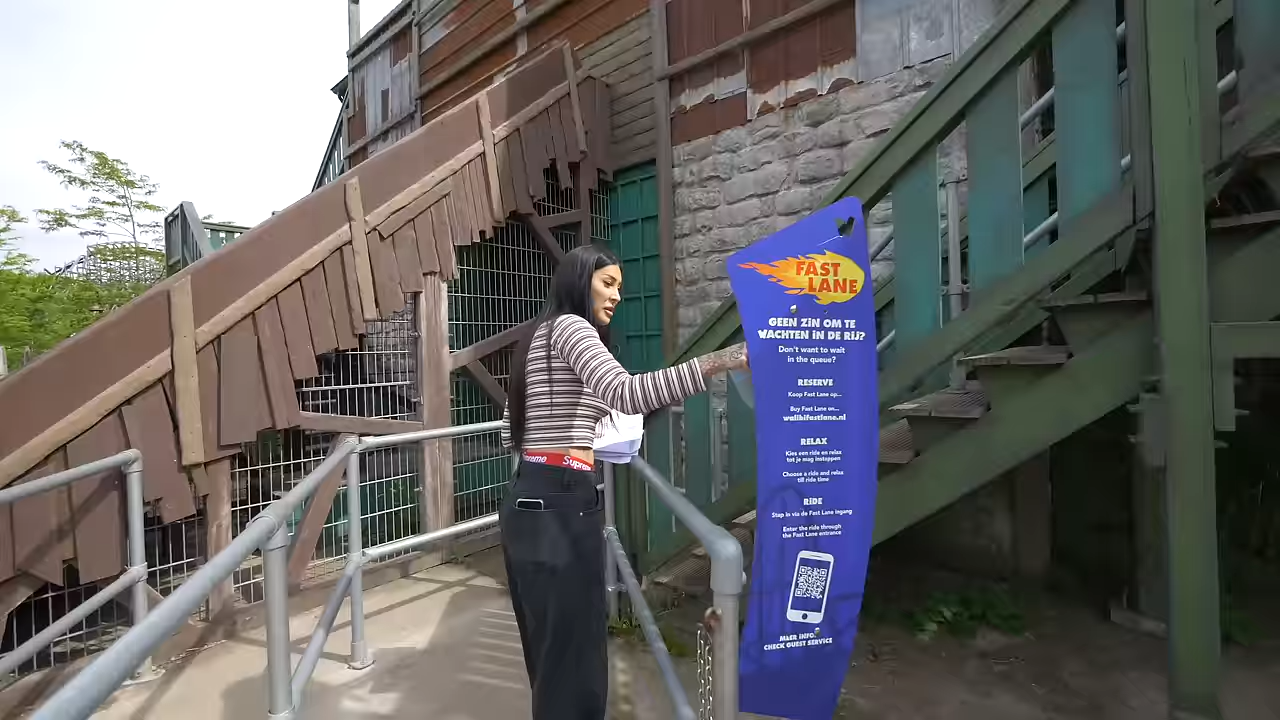 FAST
LANE
GEEN ZIN OM TE
WACHTEN IN DE RIJ?
Don't want to wait
in the queue?
RESERVE
Koop Fast Lane op...
Buy Fast Lane on...
walibifastlane.nl
RELAX
Kies een ride en relax
tot je mag instappen
Choose a ride and relax
till ride time
RIDE
Stap in via de Fast Lane ingang
Enter the ride through
the Fast Lane entrance
MEER INFO?
CHECK GUEST SERVICE
Supreme